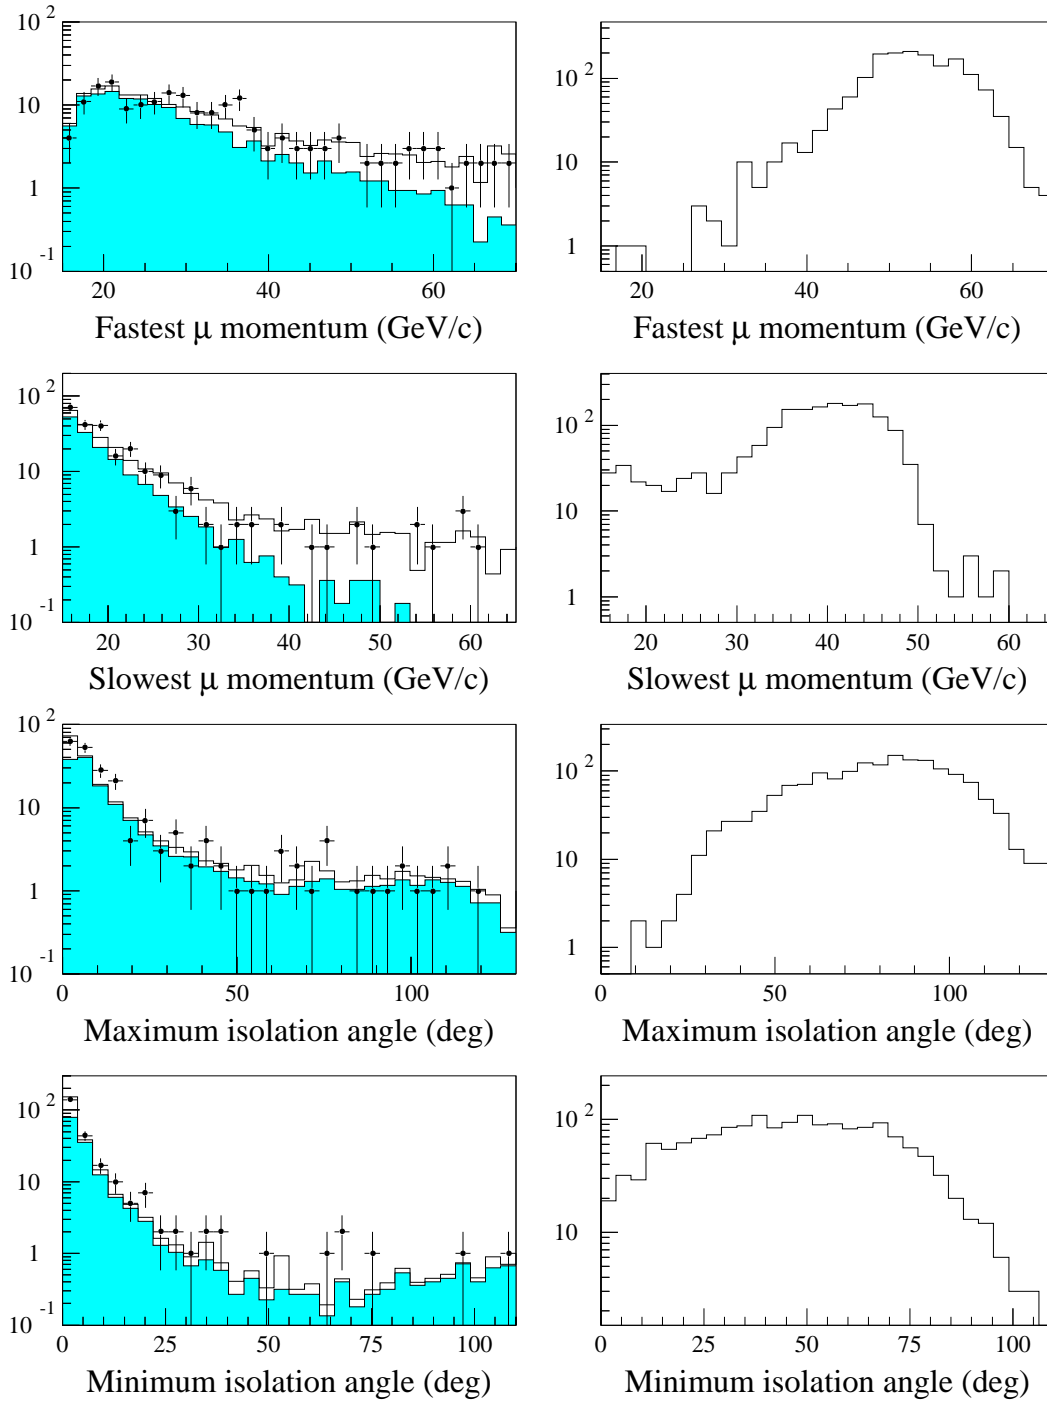 10 2
10
1
10 -1
20 40 60
Fastest μ momentum (GeV/c)
10 2
10
1
20 40 60
Fastest μ momentum (GeV/c)
10 2
10
1
10 -1
20 30 40 50 60
Slowest μ momentum (GeV/c)
10 2
10
1
20 30 40 50 60
Slowest μ momentum (GeV/c)
10 2
10
1
10 -1
0 50 100
Maximum isolation angle (deg)
10 2
10
1
0 50 100
Maximum isolation angle (deg)
10 2
10
1
10 -1
0 25 50 75 100
Minimum isolation angle (deg)
10 2
10
0 25 50 75 100
Minimum isolation angle (deg)